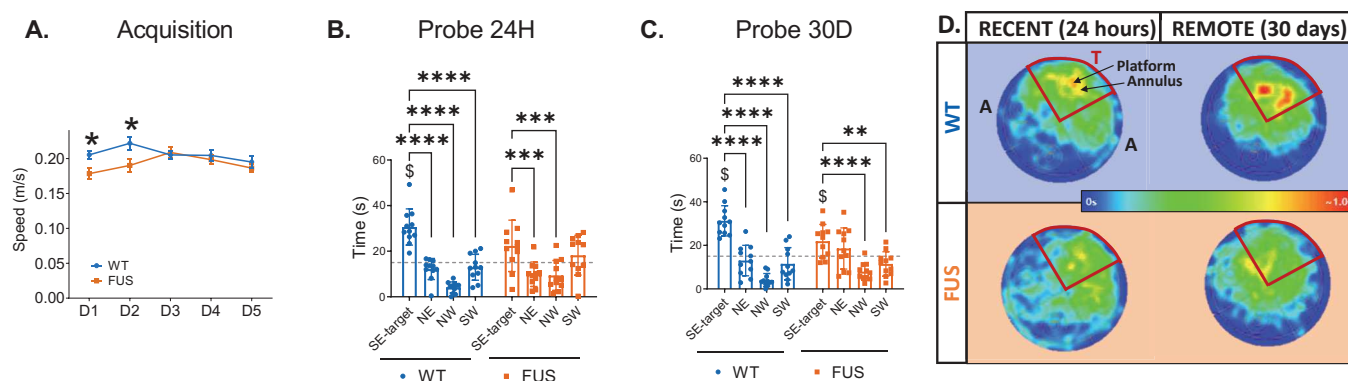 A. Acquisition
* *
Speed (m/s)
0.20
0.15
0.10
0.05
0.00
D1 D2 D3 D4 D5
WT
FUS
B. Probe 24H
****
****
****
***
***
$
Time (s)
60
40
20
0
SE-target NE NW SW SE-target NE NW SW
WT FUS
C. Probe 30D
****
****
****
**
****
$ $
Time (s)
60
40
20
0
SE-target NE NW SW SE-target NE NW SW
WT FUS
D. RECENT (24 hours) REMOTE (30 days)
WT
T
Platform
Annulus
A
A
0s ~1.0
FUS